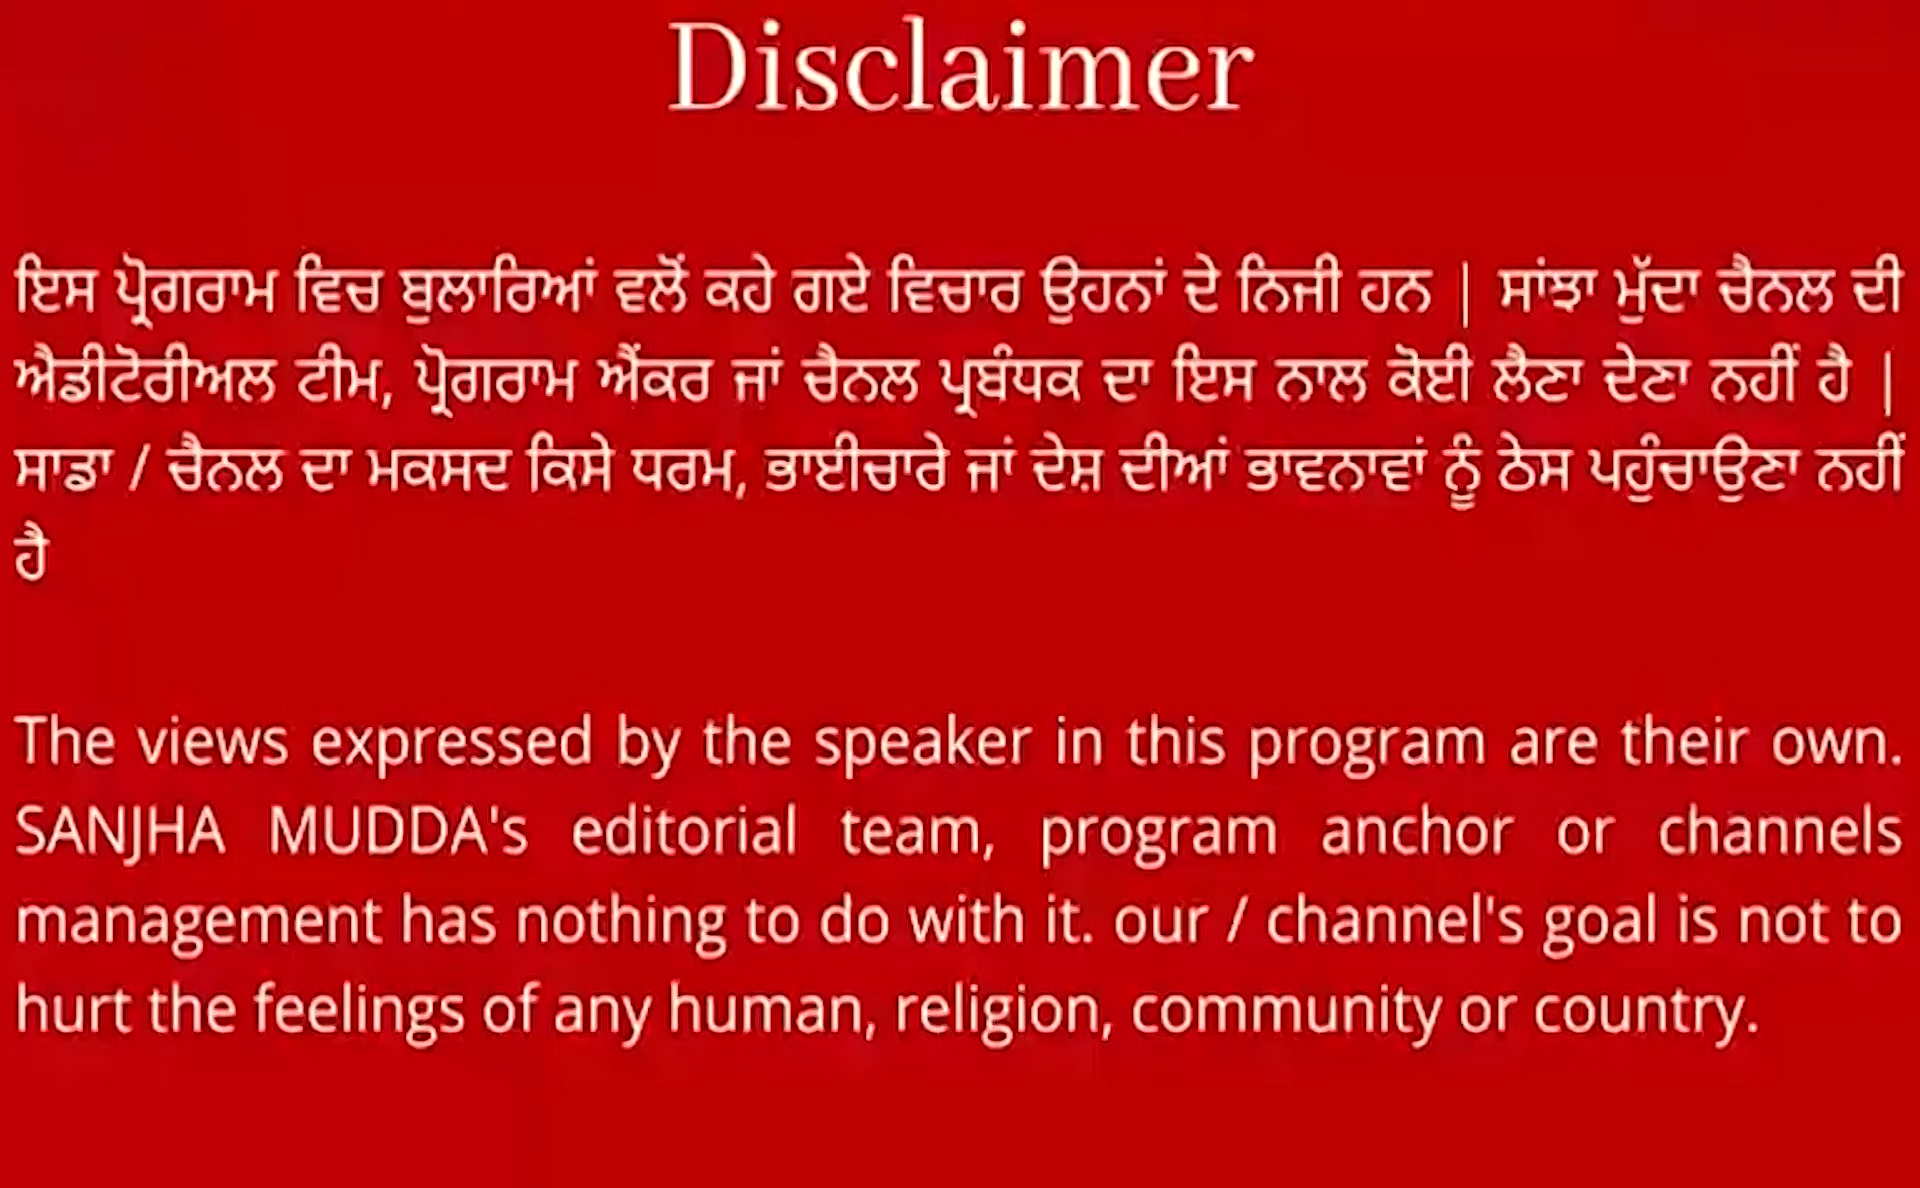 Disclaimer
ਇਸ ਪ੍ਰੋਗਰਾਮ ਵਿਚ ਬੁਲਾਰਿਆਂ ਵਲੋਂ ਕਹੇ ਗਏ ਵਿਚਾਰ ਉਹਨਾਂ ਦੇ ਨਿਜੀ ਹਨ | ਸਾਂਝਾ ਮੁੱਦਾ ਚੈਨਲ ਦੀ
ਐਡੀਟੋਰੀਅਲ ਟੀਮ, ਪ੍ਰੋਗਰਾਮ ਐਂਕਰ ਜਾਂ ਚੈਨਲ ਪ੍ਰਬੰਧਕ ਦਾ ਇਸ ਨਾਲ ਕੋਈ ਲੈਣਾ ਦੇਣਾ ਨਹੀਂ ਹੈ |
ਸਾਡਾ / ਚੈਨਲ ਦਾ ਮਕਸਦ ਕਿਸੇ ਧਰਮ, ਭਾਈਚਾਰੇ ਜਾਂ ਦੇਸ਼ ਦੀਆਂ ਭਾਵਨਾਵਾਂ ਨੂੰ ਠੇਸ ਪਹੁੰਚਾਉਣਾ ਨਹੀਂ
ਹੈ
The views expressed by the speaker in this program are their own.
SANJHA MUDDA's editorial team, program anchor or channels
management has nothing to do with it. our / channel's goal is not to
hurt the feelings of any human, religion, community or country.